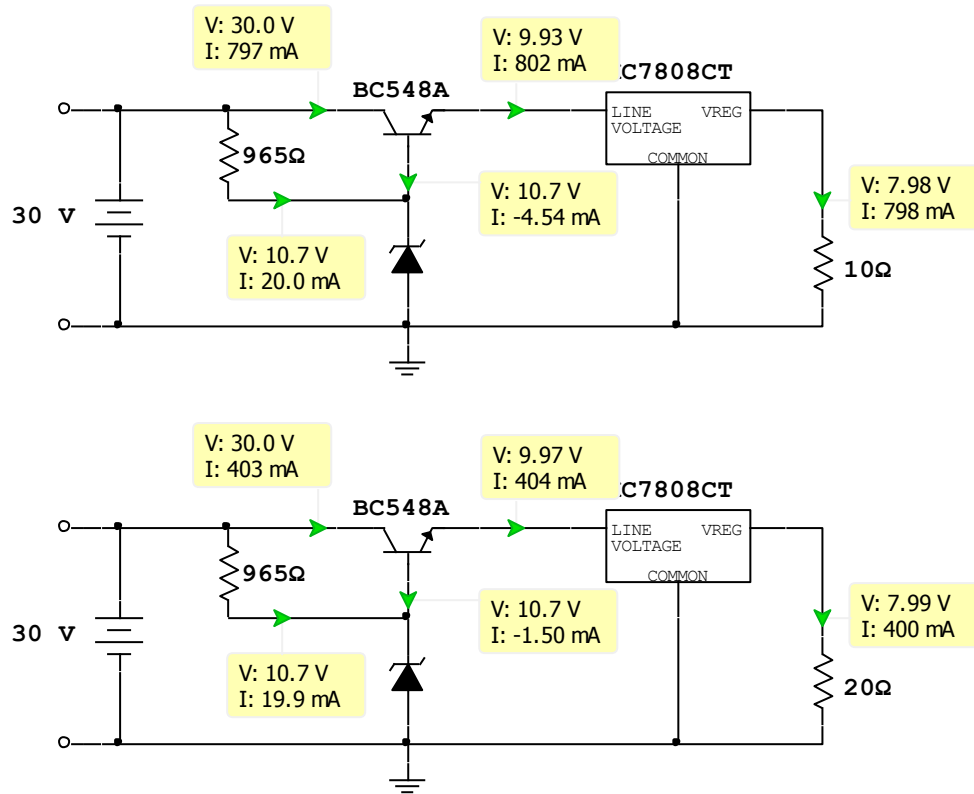 V: 30.0 V
I: 797 mA
V: 9.93 V
I: 802 mA
BC548A
C7808CT
LINE VOLTAGE
VREG
COMMON
965Ω
V: 10.7 V
I: -4.54 mA
V: 7.98 V
I: 798 mA
30 V
V: 10.7 V
I: 20.0 mA
10Ω
V: 30.0 V
I: 403 mA
V: 9.97 V
I: 404 mA
BC548A
C7808CT
LINE VOLTAGE
VREG
COMMON
965Ω
V: 10.7 V
I: -1.50 mA
V: 7.99 V
I: 400 mA
30 V
V: 10.7 V
I: 19.9 mA
20Ω